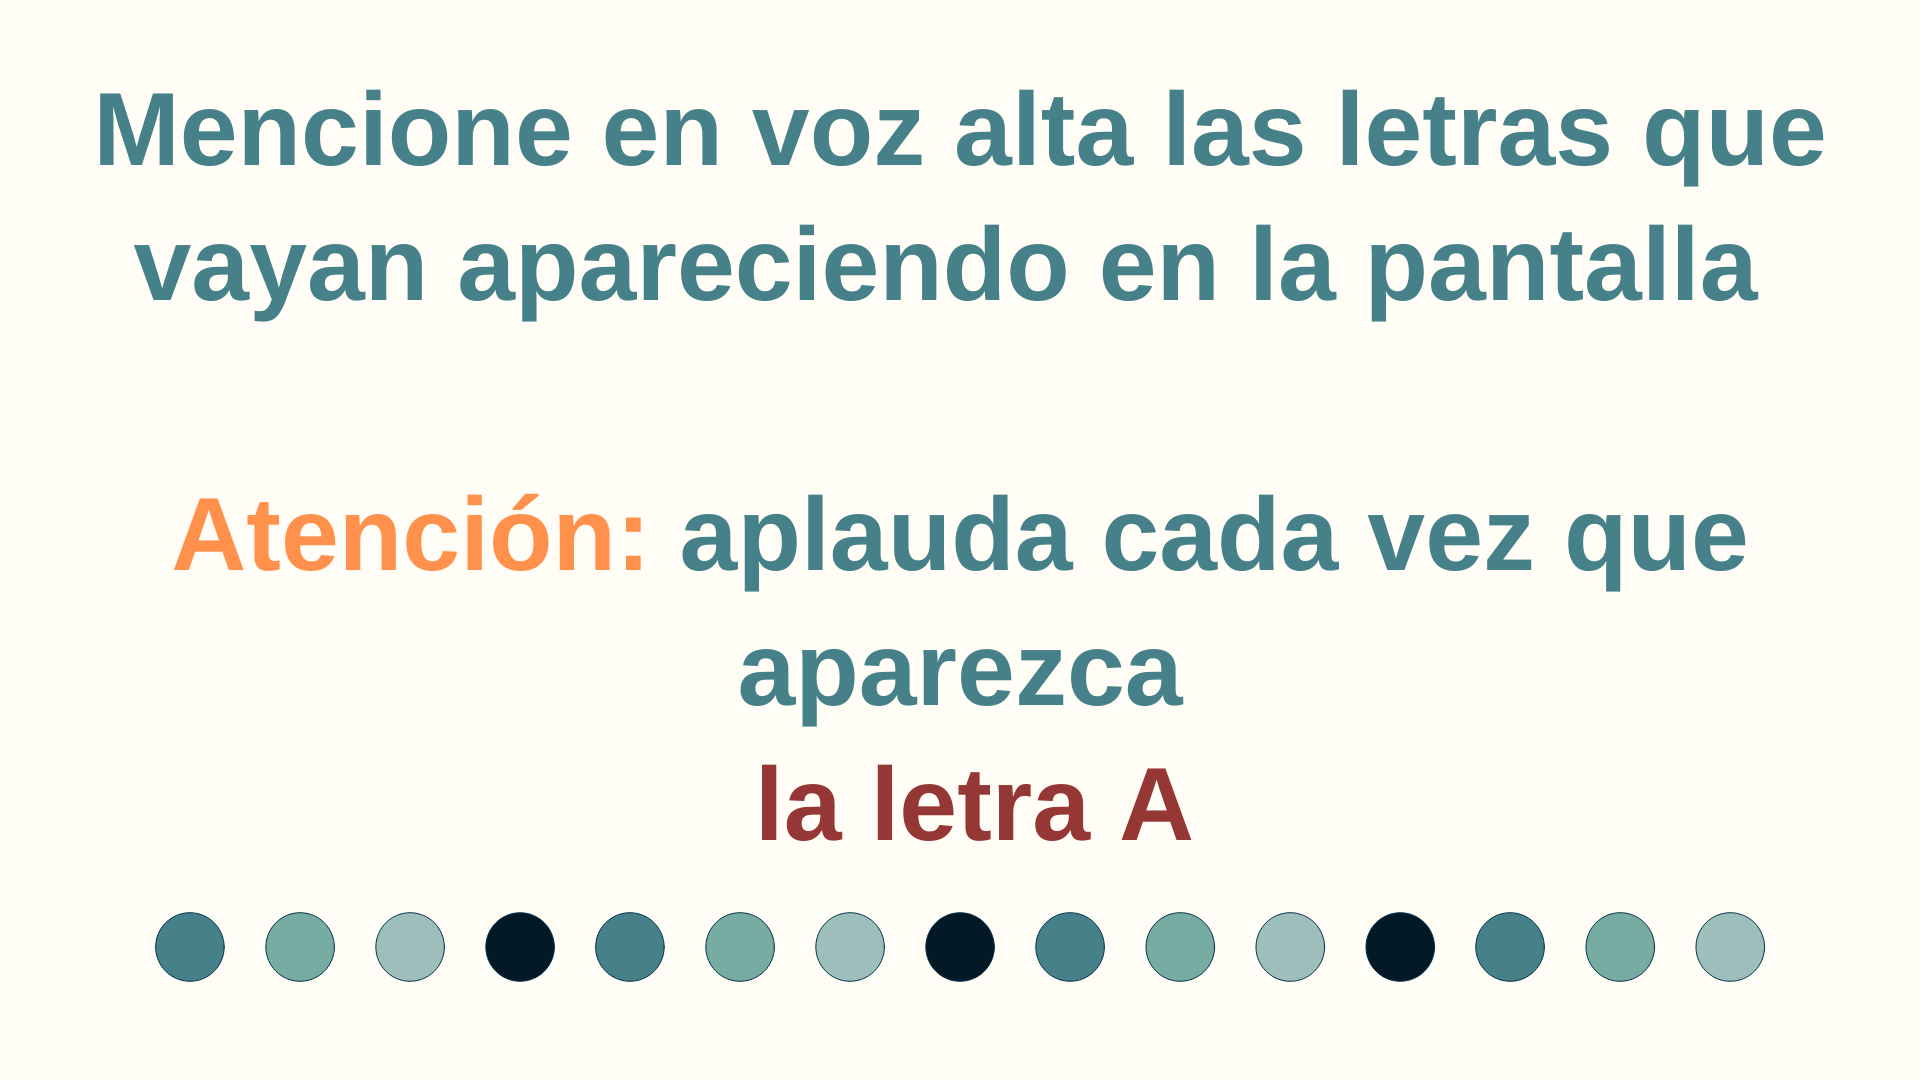 Mencione en voz alta las letras que
vayan apareciendo en la pantalla
Atención: aplauda cada vez que
aparezca
la letra A